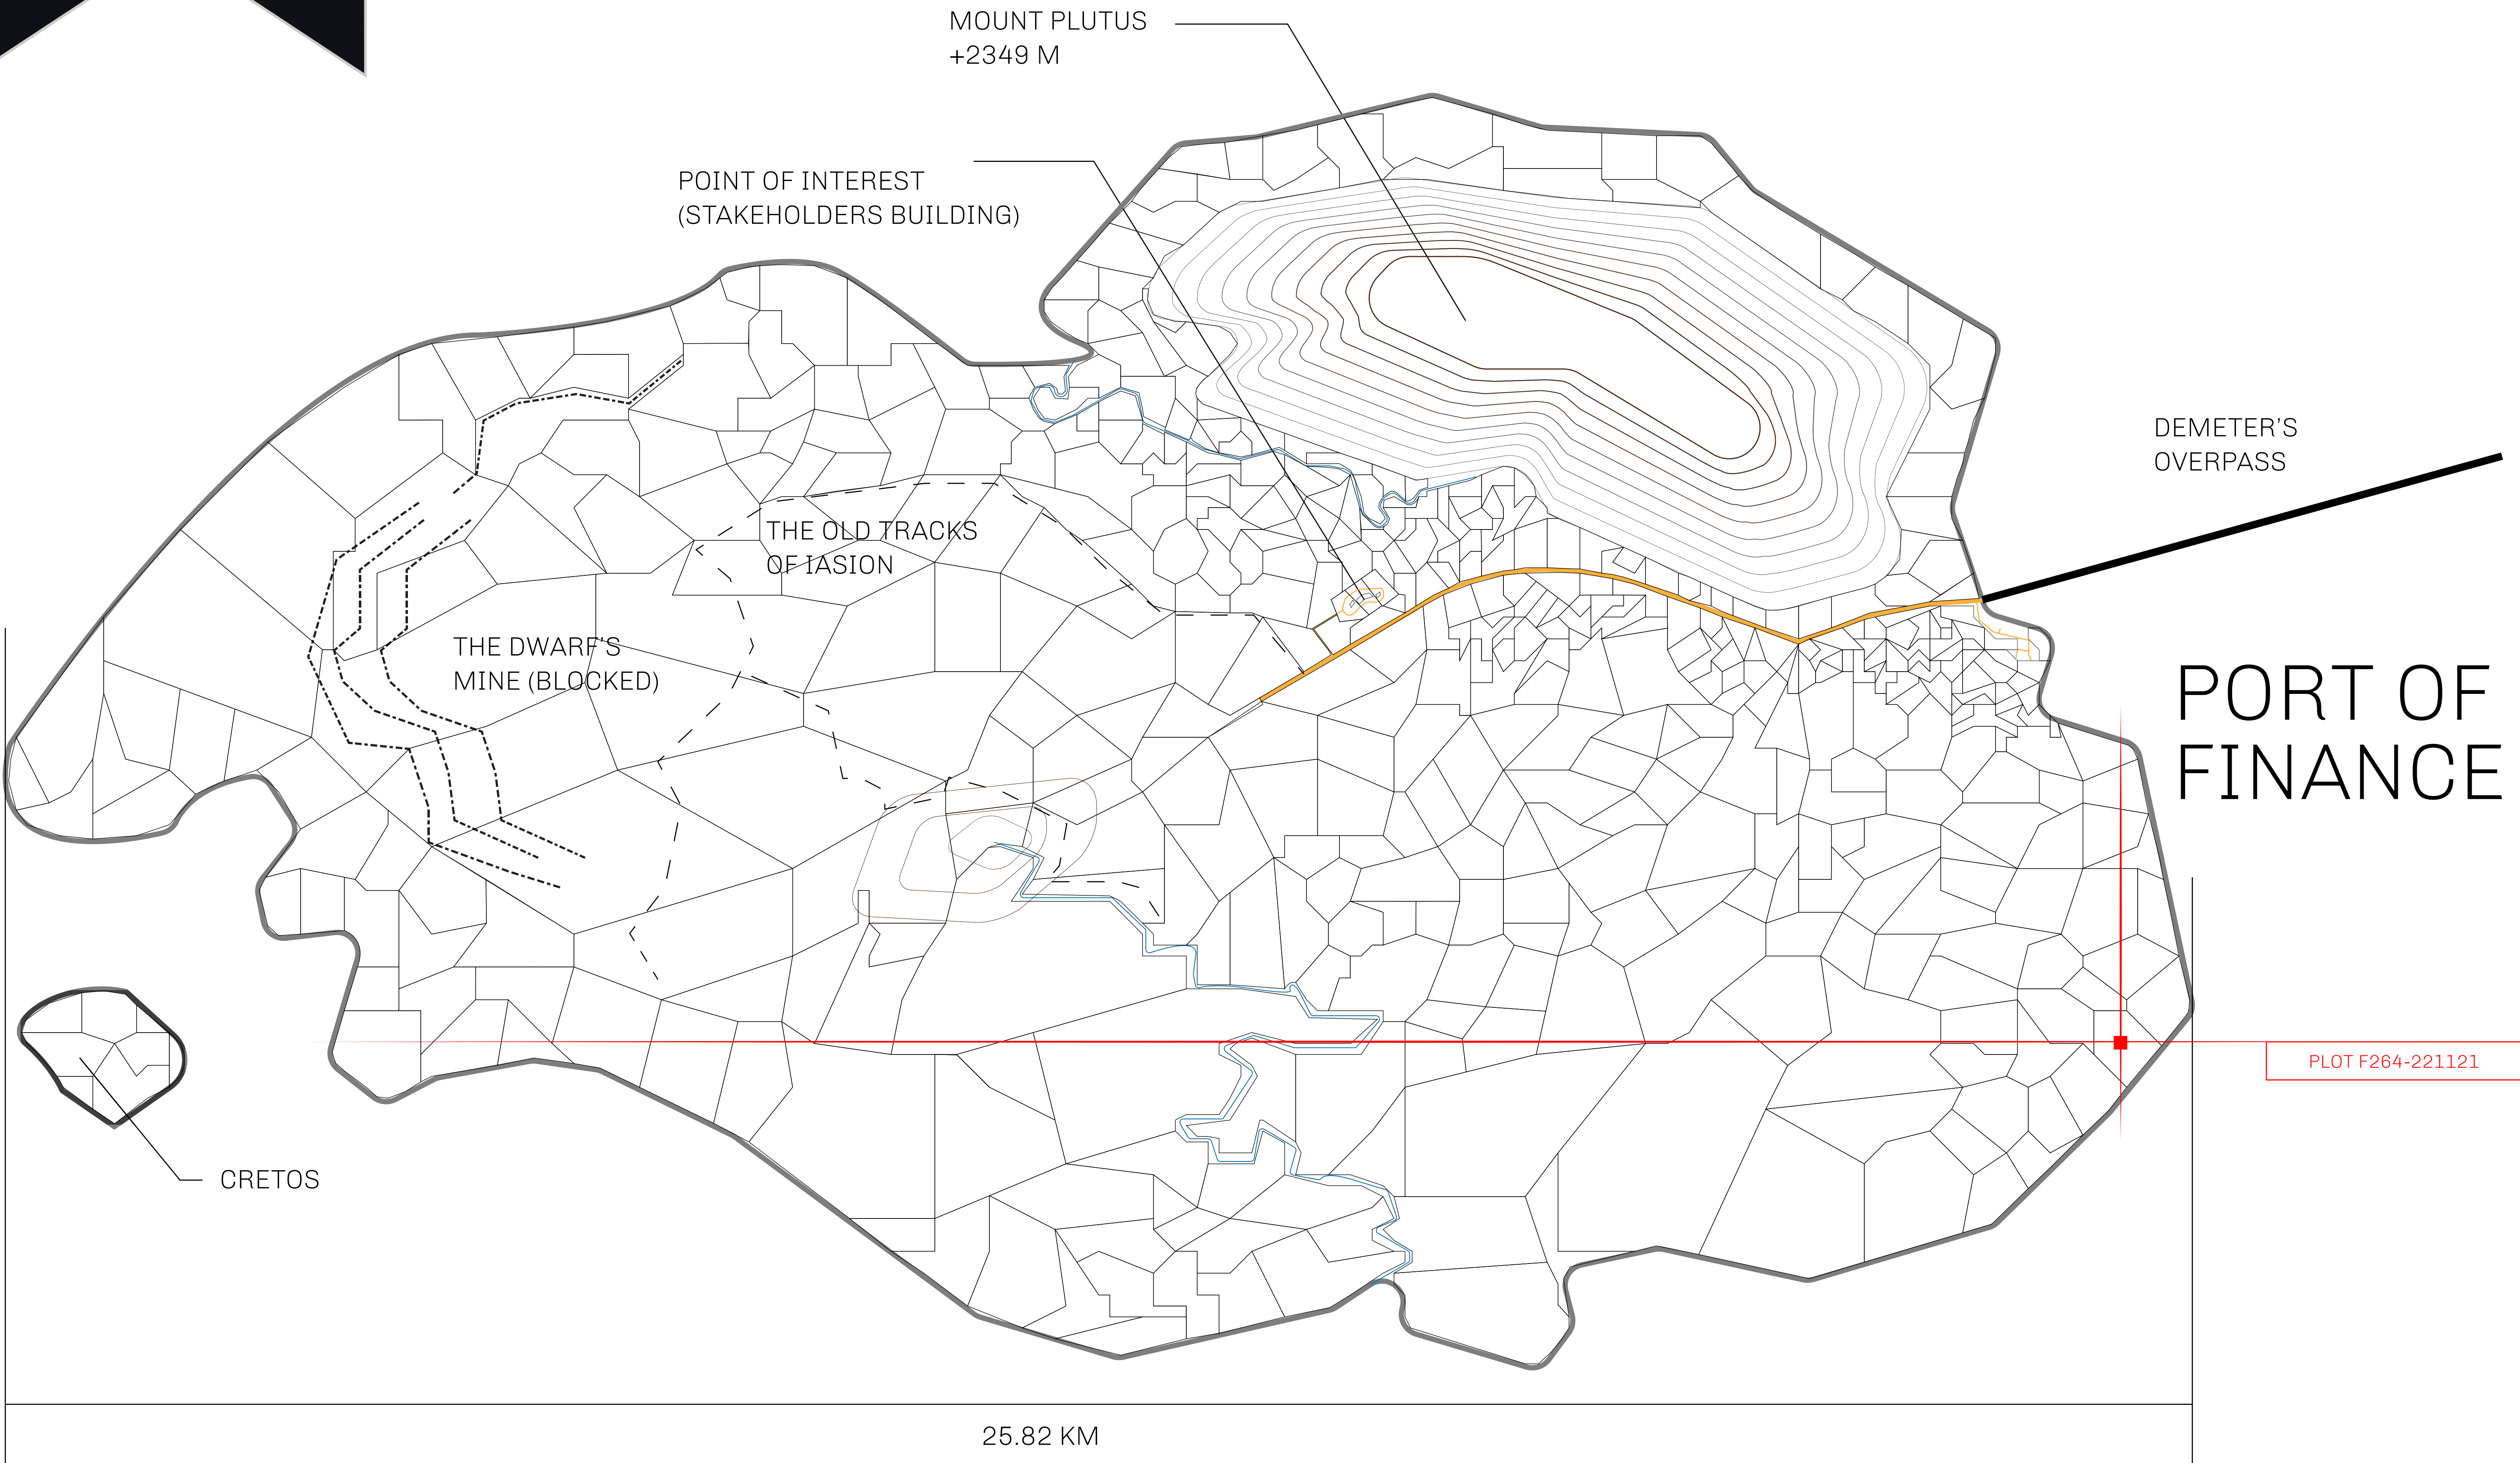 MOUNT PLUTUS
+2349 M
POINT OF INTEREST
(STAKEHOLDERS BUILDING)
DEMETER'S
OVERPASS
THE OLD TRACKS
OF IASION
THE DWARF'S
MINE (BLOCKED)
PORT OF
FINANCE
PLOT F264-221121
CRETOS
25.82 KM